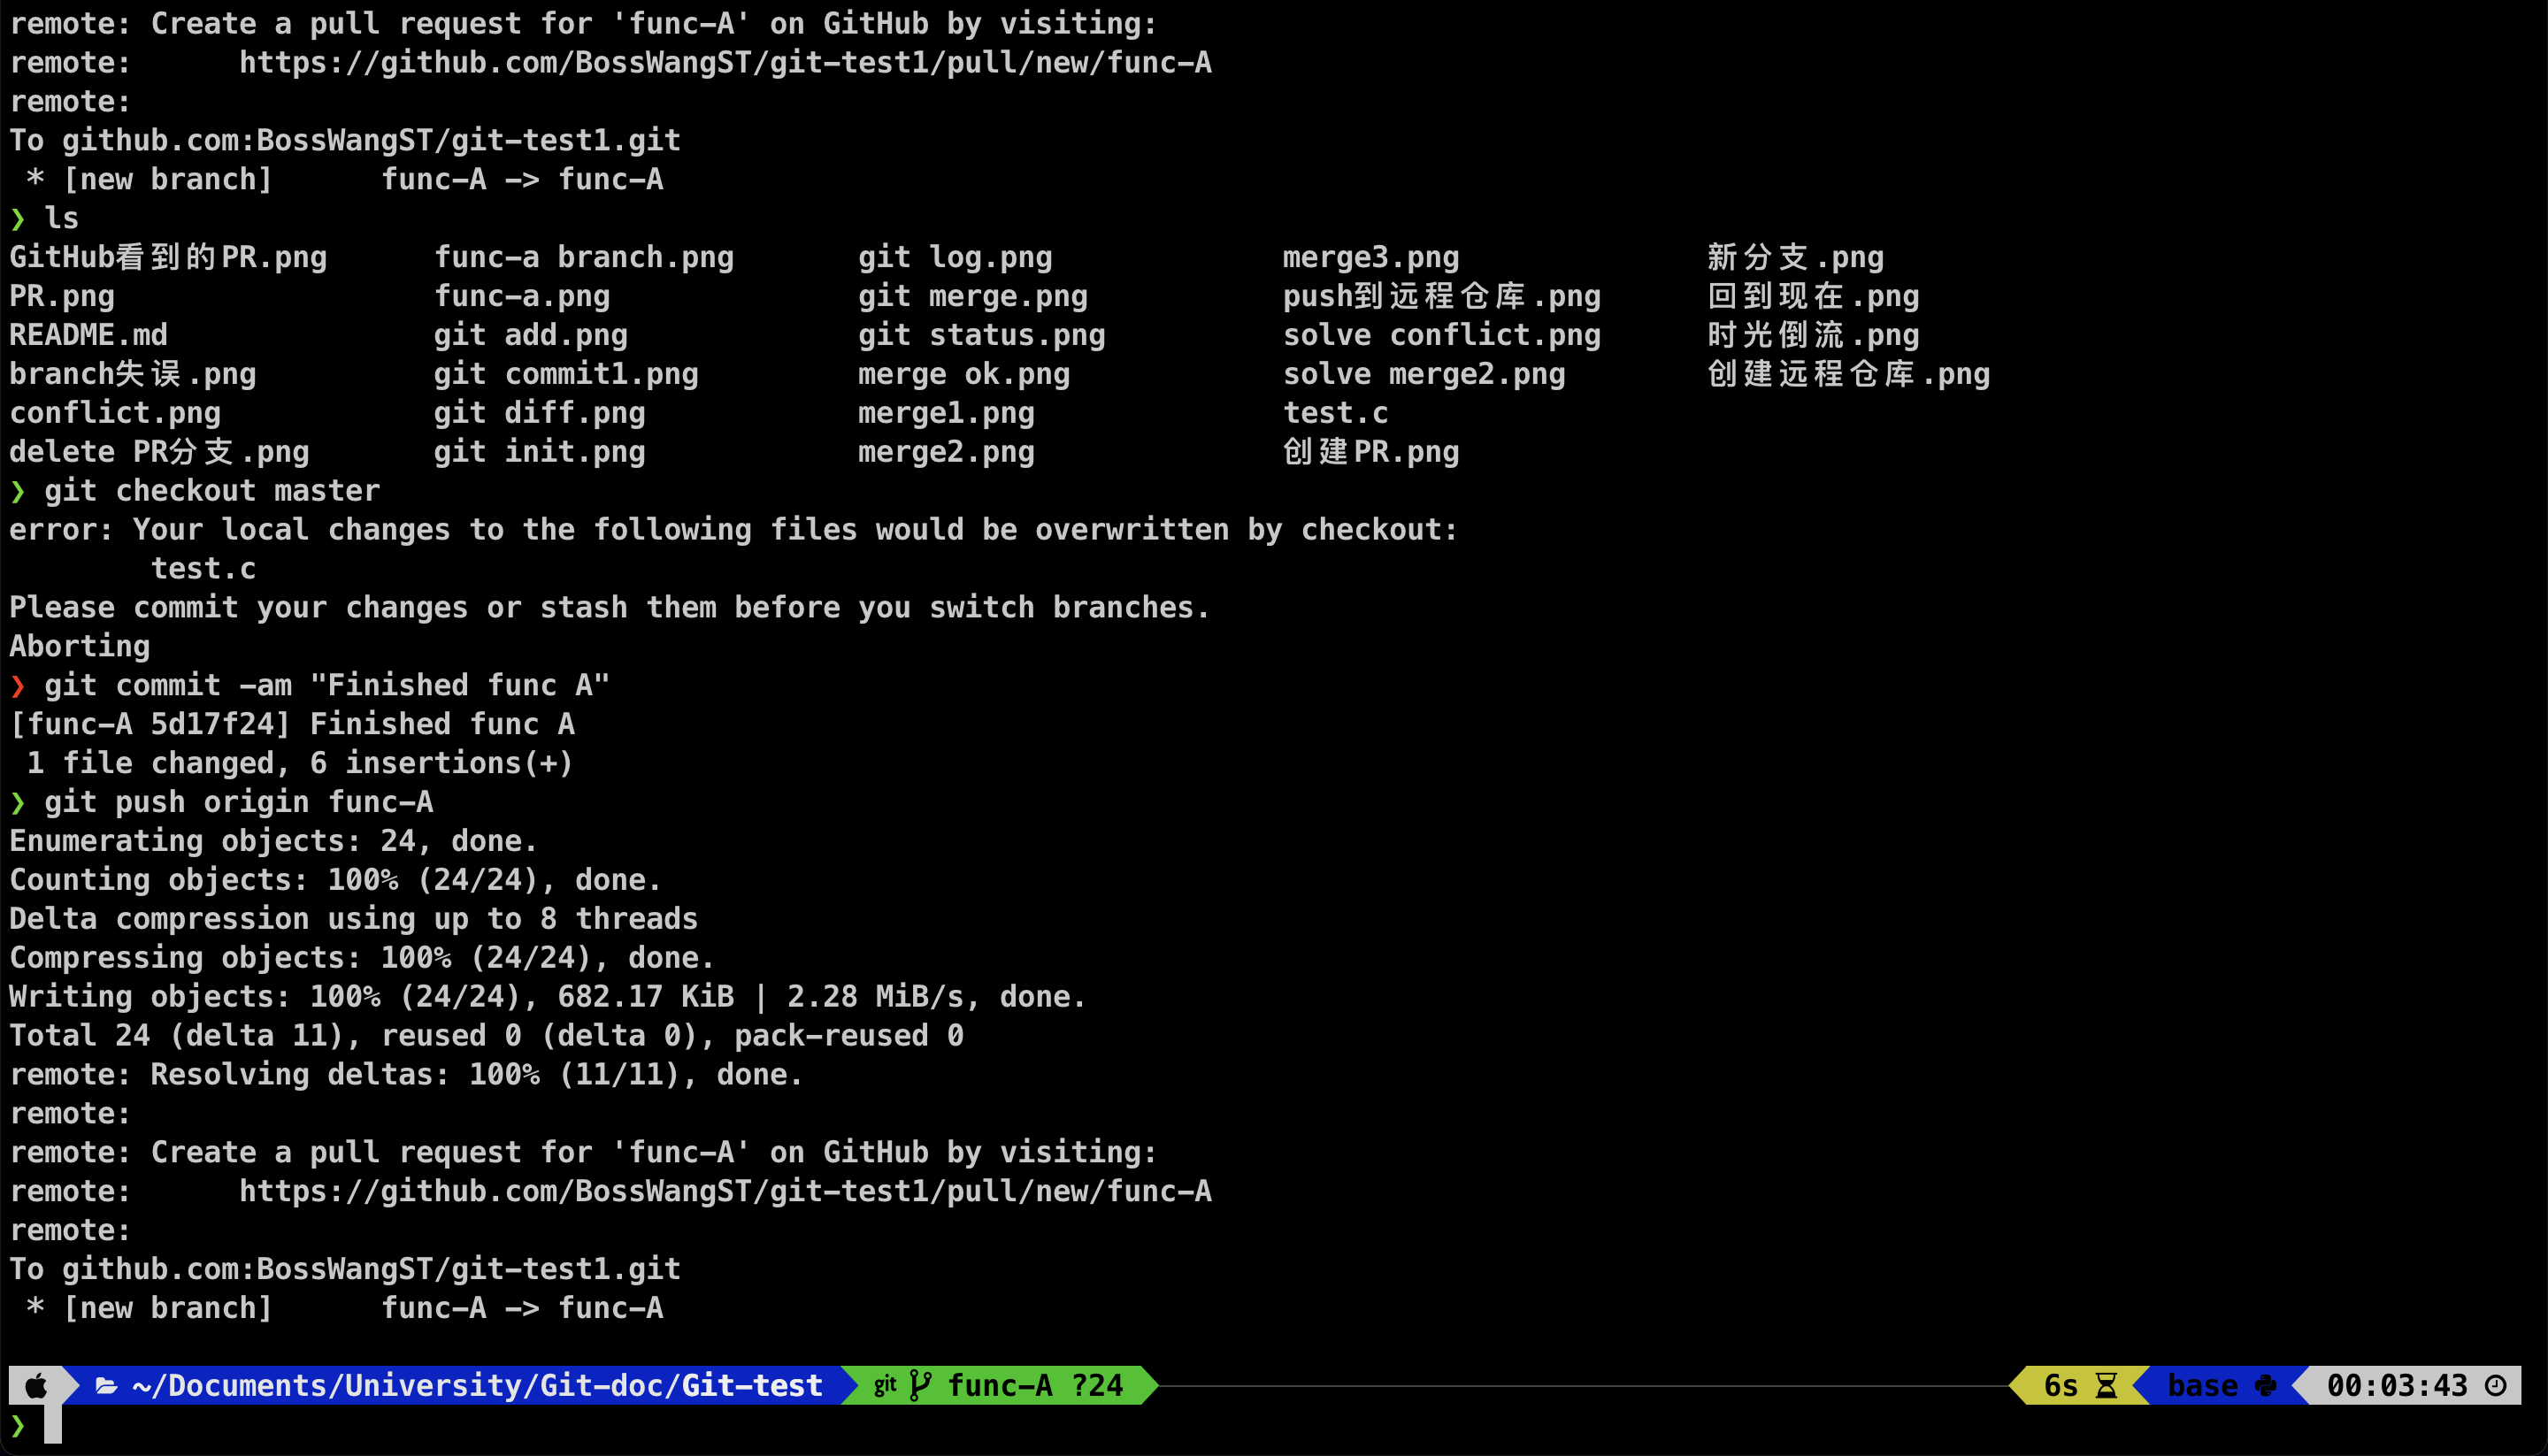 remote: Create a pull request for 'func-A' on GitHub by visiting:
remote:      https://github.com/BossWangST/git-test1/pull/new/func-A
remote:
To github.com:BossWangST/git-test1.git
 * [new branch]      func-A -> func-A
❯ ls
GitHub看到的PR.png      func-a branch.png       git log.png             merge3.png              新分支.png
PR.png                  func-a.png              git merge.png           push到远程仓库.png      回到现在.png
README.md               git add.png             git status.png          solve conflict.png      时光倒流.png
branch失误.png          git commit1.png         merge ok.png            solve merge2.png        创建远程仓库.png
conflict.png            git diff.png            merge1.png              test.c
delete PR分支.png       git init.png            merge2.png              创建PR.png
❯ git checkout master
error: Your local changes to the following files would be overwritten by checkout:
        test.c
Please commit your changes or stash them before you switch branches.
Aborting
❯ git commit -am "Finished func A"
[func-A 5d17f24] Finished func A
 1 file changed, 6 insertions(+)
❯ git push origin func-A
Enumerating objects: 24, done.
Counting objects: 100% (24/24), done.
Delta compression using up to 8 threads
Compressing objects: 100% (24/24), done.
Writing objects: 100% (24/24), 682.17 KiB | 2.28 MiB/s, done.
Total 24 (delta 11), reused 0 (delta 0), pack-reused 0
remote: Resolving deltas: 100% (11/11), done.
remote:
remote: Create a pull request for 'func-A' on GitHub by visiting:
remote:      https://github.com/BossWangST/git-test1/pull/new/func-A
remote:
To github.com:BossWangST/git-test1.git
 * [new branch]      func-A -> func-A
~/Documents/University/Git-doc/Git-test git func-A ?24 6s base 00:03:43
❯